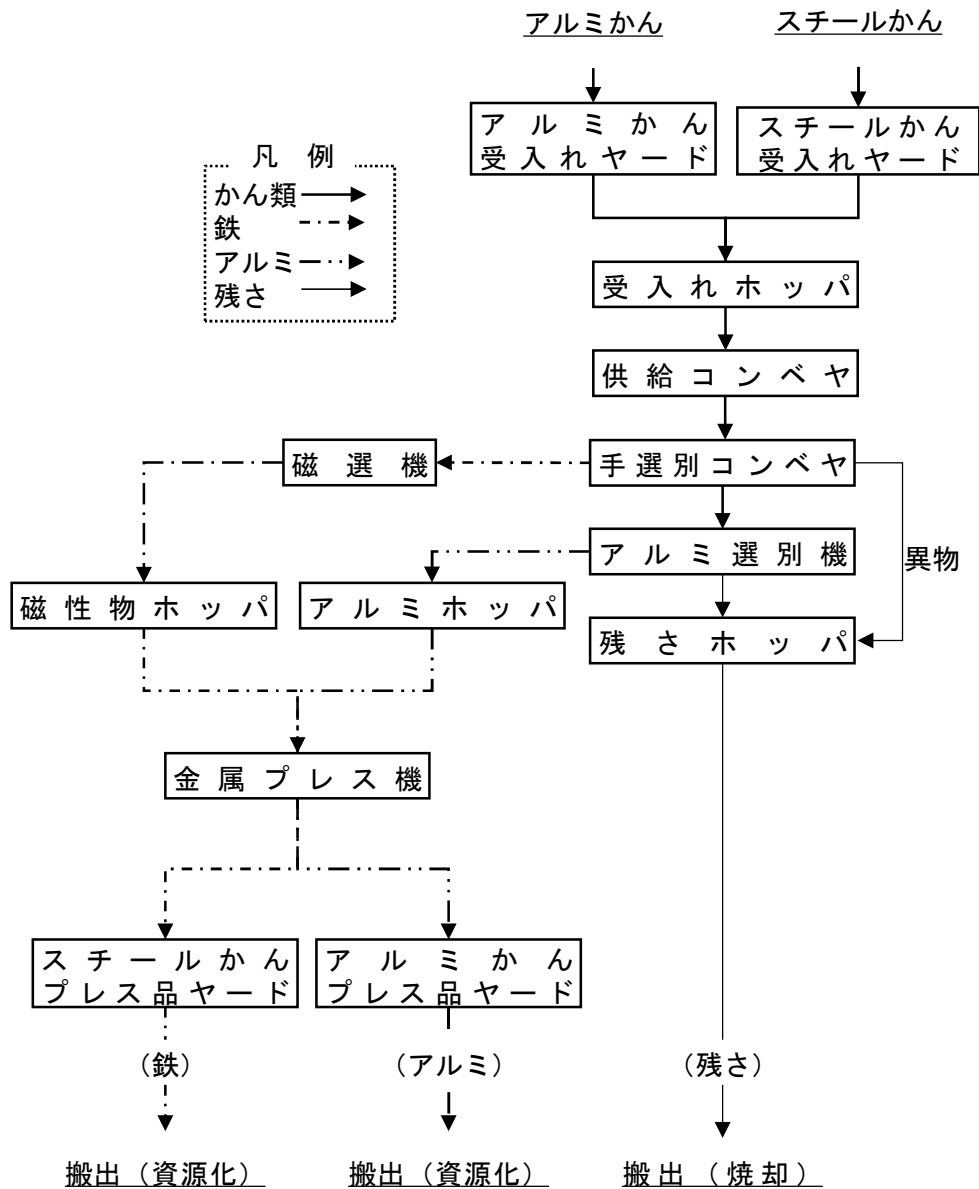 アルミかん
スチールかん
アルミかん
受入れヤード
スチールかん
受入れヤード
凡 例
かん類
鉄
アルミ
残さ
受入れホッパ
供給コンベヤ
磁選機
手選別コンベヤ
アルミ選別機
異物
磁性物ホッパ
アルミホッパ
残さホッパ
金属プレス機
スチールかん
プレス品ヤード
アルミかん
プレス品ヤード
(鉄)
(アルミ)
(残さ)
搬出(資源化)
搬出(資源化)
搬出(焼却)